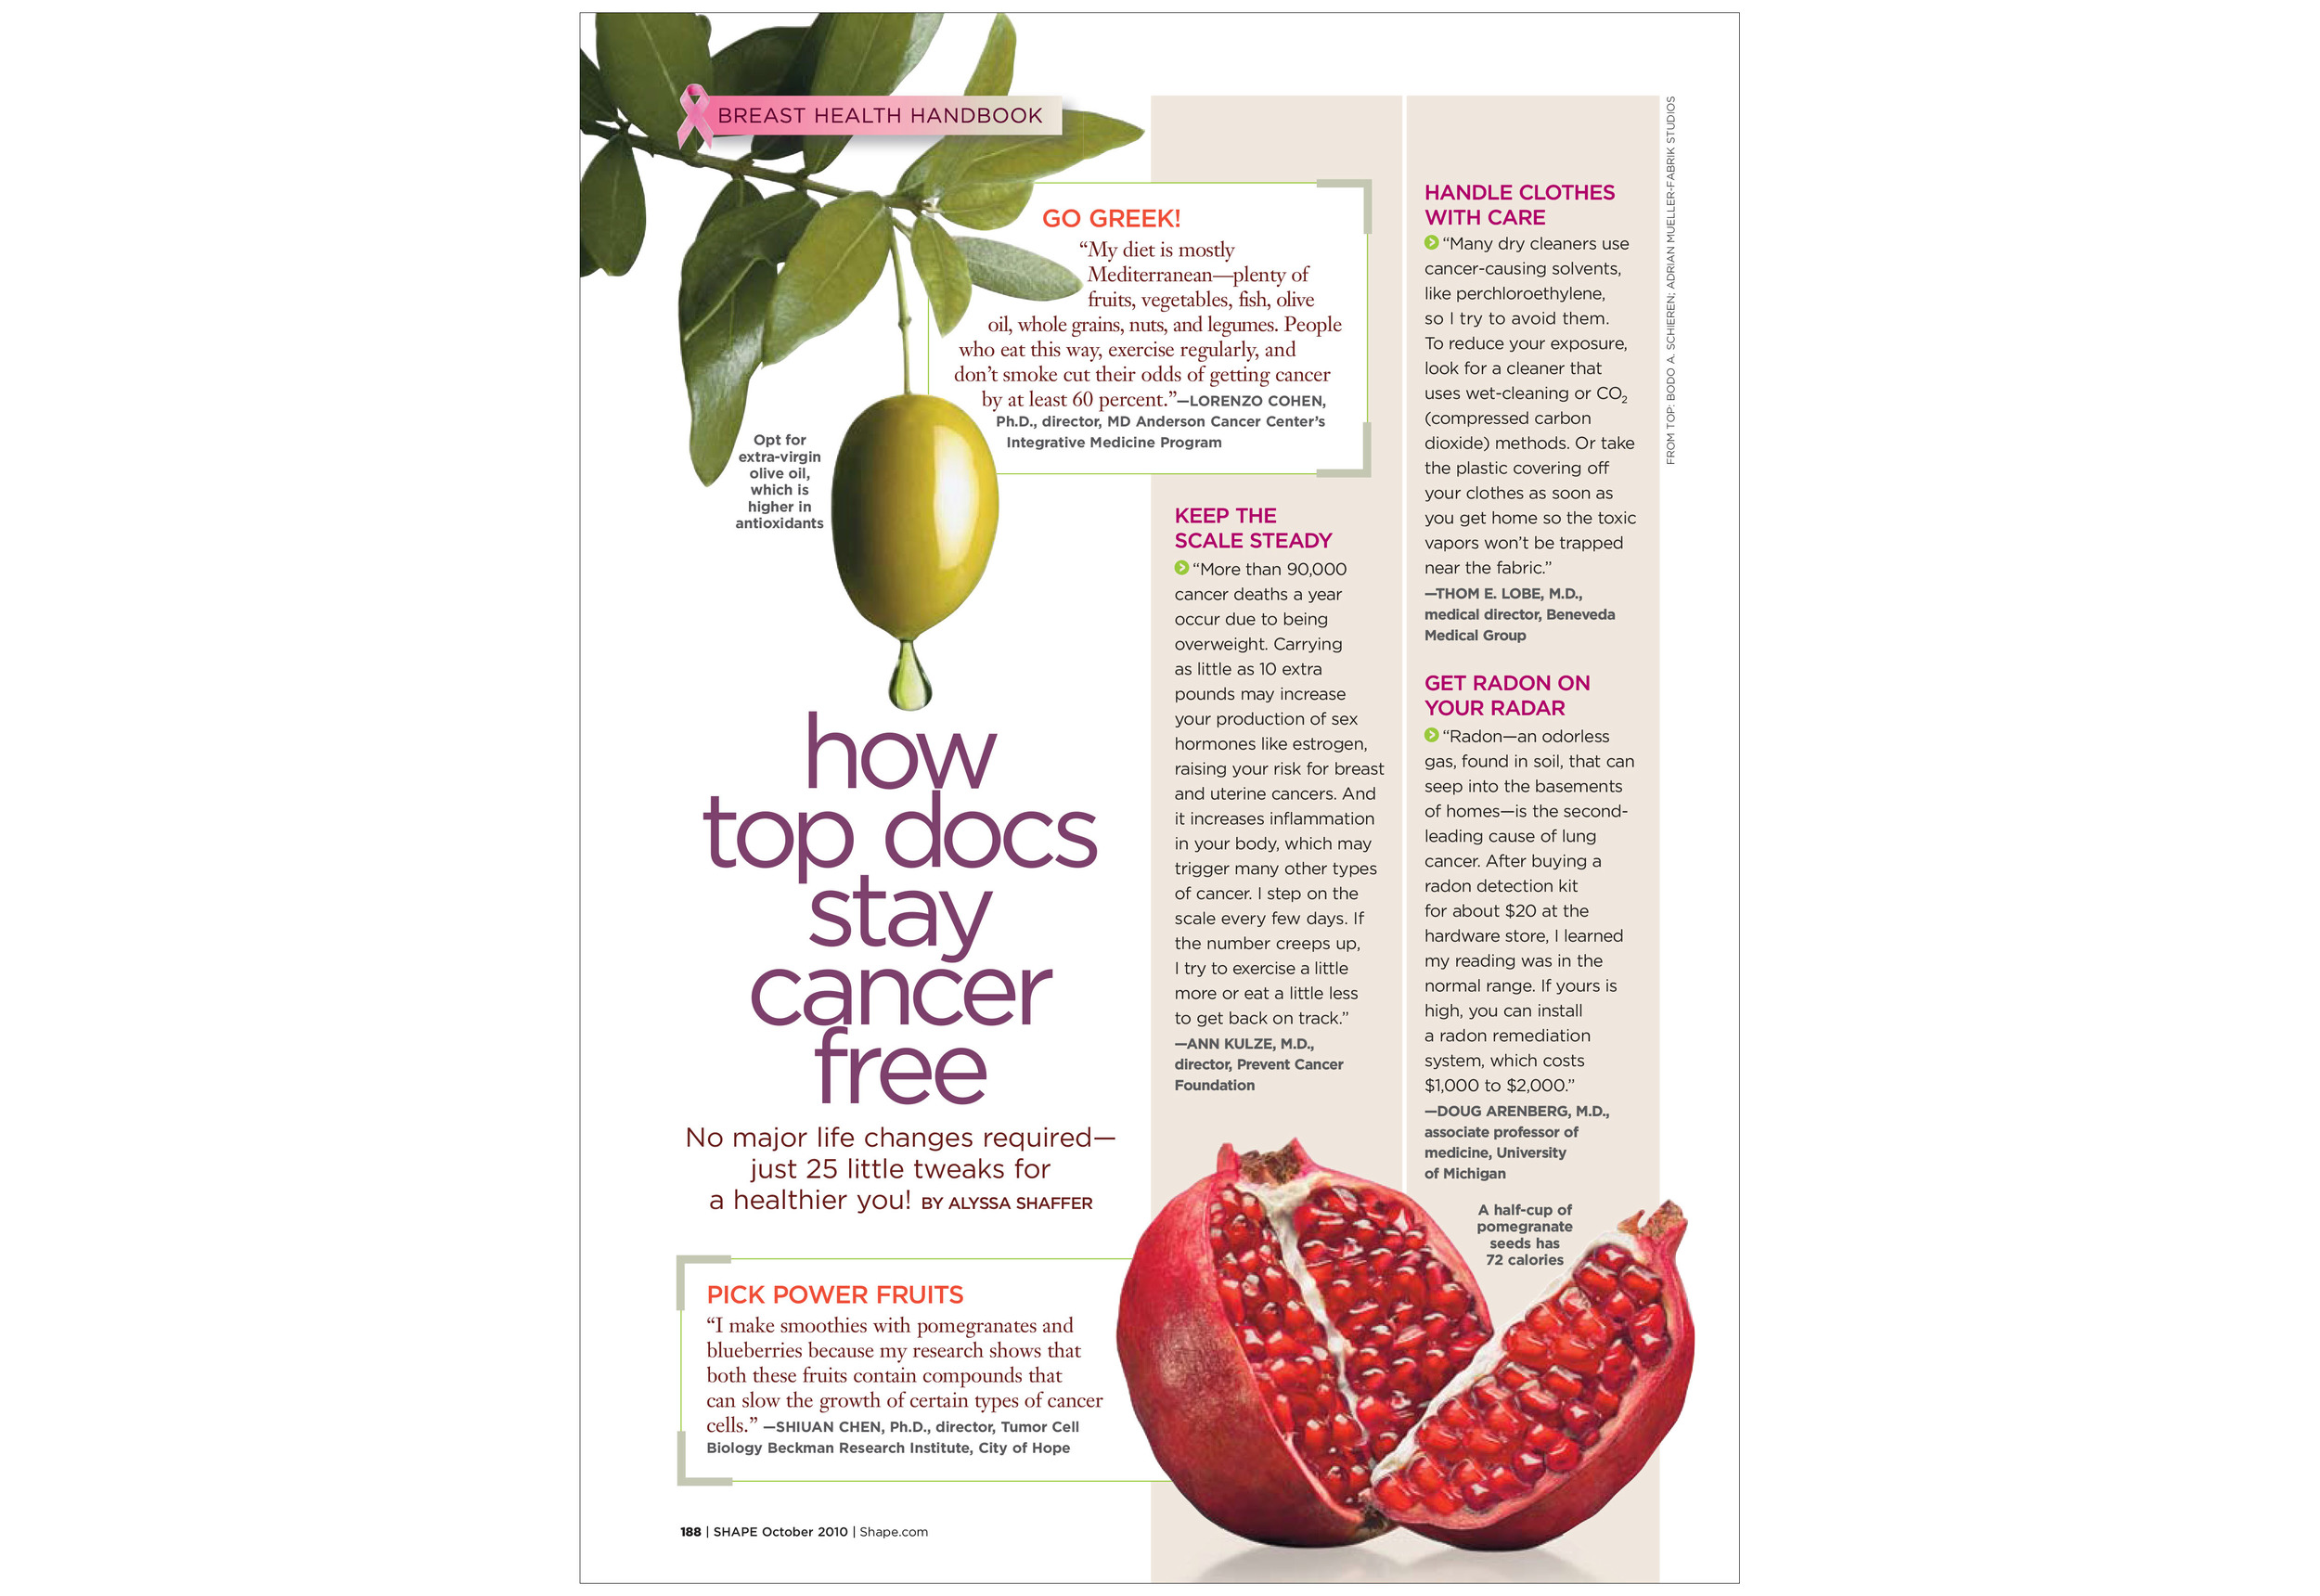 BREAST HEALTH HANDBOOK
GO GREEK!
“My diet is mostly
Mediterranean—plenty of
fruits, vegetables, fish, olive
oil, whole grains, nuts, and legumes. People
who eat this way, exercise regularly, and
don’t smoke cut their odds of getting cancer
by at least 60 percent.”—LORENZO COHEN,
Ph.D., director, MD Anderson Cancer Center’s
Integrative Medicine Program
Opt for
extra-virgin
olive oil,
which is
higher in
antioxidants
how
top docs
stay
cancer
free
No major life changes required—
just 25 little tweaks for
a healthier you! BY ALYSSA SHAFFER
PICK POWER FRUITS
“I make smoothies with pomegranates and
blueberries because my research shows that
both these fruits contain compounds that
can slow the growth of certain types of cancer
cells.” —SHIUAN CHEN, Ph.D., director, Tumor Cell
Biology Beckman Research Institute, City of Hope
KEEP THE
SCALE STEADY
“More than 90,000
cancer deaths a year
occur due to being
overweight. Carrying
as little as 10 extra
pounds may increase
your production of sex
hormones like estrogen,
raising your risk for breast
and uterine cancers. And
it increases inflammation
in your body, which may
trigger many other types
of cancer. I step on the
scale every few days. If
the number creeps up,
I try to exercise a little
more or eat a little less
to get back on track.”
—ANN KULZE, M.D.,
director, Prevent Cancer
Foundation
HANDLE CLOTHES
WITH CARE
“Many dry cleaners use
cancer-causing solvents,
like perchloroethylene,
so I try to avoid them.
To reduce your exposure,
look for a cleaner that
uses wet-cleaning or CO₂
(compressed carbon
dioxide) methods. Or take
the plastic covering off
your clothes as soon as
you get home so the toxic
vapors won’t be trapped
near the fabric.”
—THOM E. LOBE, M.D.,
medical director, Beneveda
Medical Group
GET RADON ON
YOUR RADAR
“Radon—an odorless
gas, found in soil, that can
seep into the basements
of homes—is the second-
leading cause of lung
cancer. After buying a
radon detection kit
for about $20 at the
hardware store, I learned
my reading was in the
normal range. If yours is
high, you can install
a radon remediation
system, which costs
$1,000 to $2,000.”
—DOUG ARENBERG, M.D.,
associate professor of
medicine, University
of Michigan
A half-cup of
pomegranate
seeds has
72 calories
FROM TOP: BODO A. SCHIEREN; ADRIAN MUELLER-FABRIK STUDIOS
188 | SHAPE October 2010 | Shape.com